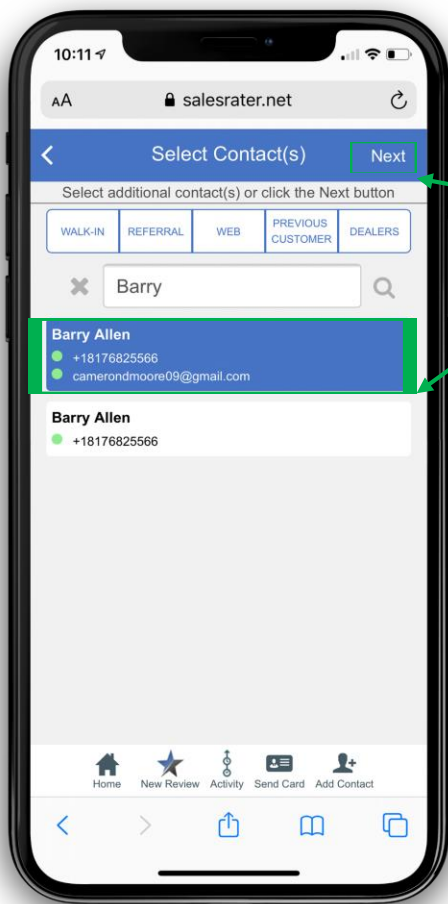 10:11
AA salesrater.net
Select Contact(s) Next
Select additional contact(s) or click the Next button
WALK-IN REFERRAL WEB PREVIOUS CUSTOMER DEALERS
Barry
Barry Allen
+18176825566
camerondmoore09@gmail.com
Barry Allen
+18176825566
Home New Review Activity Send Card Add Contact